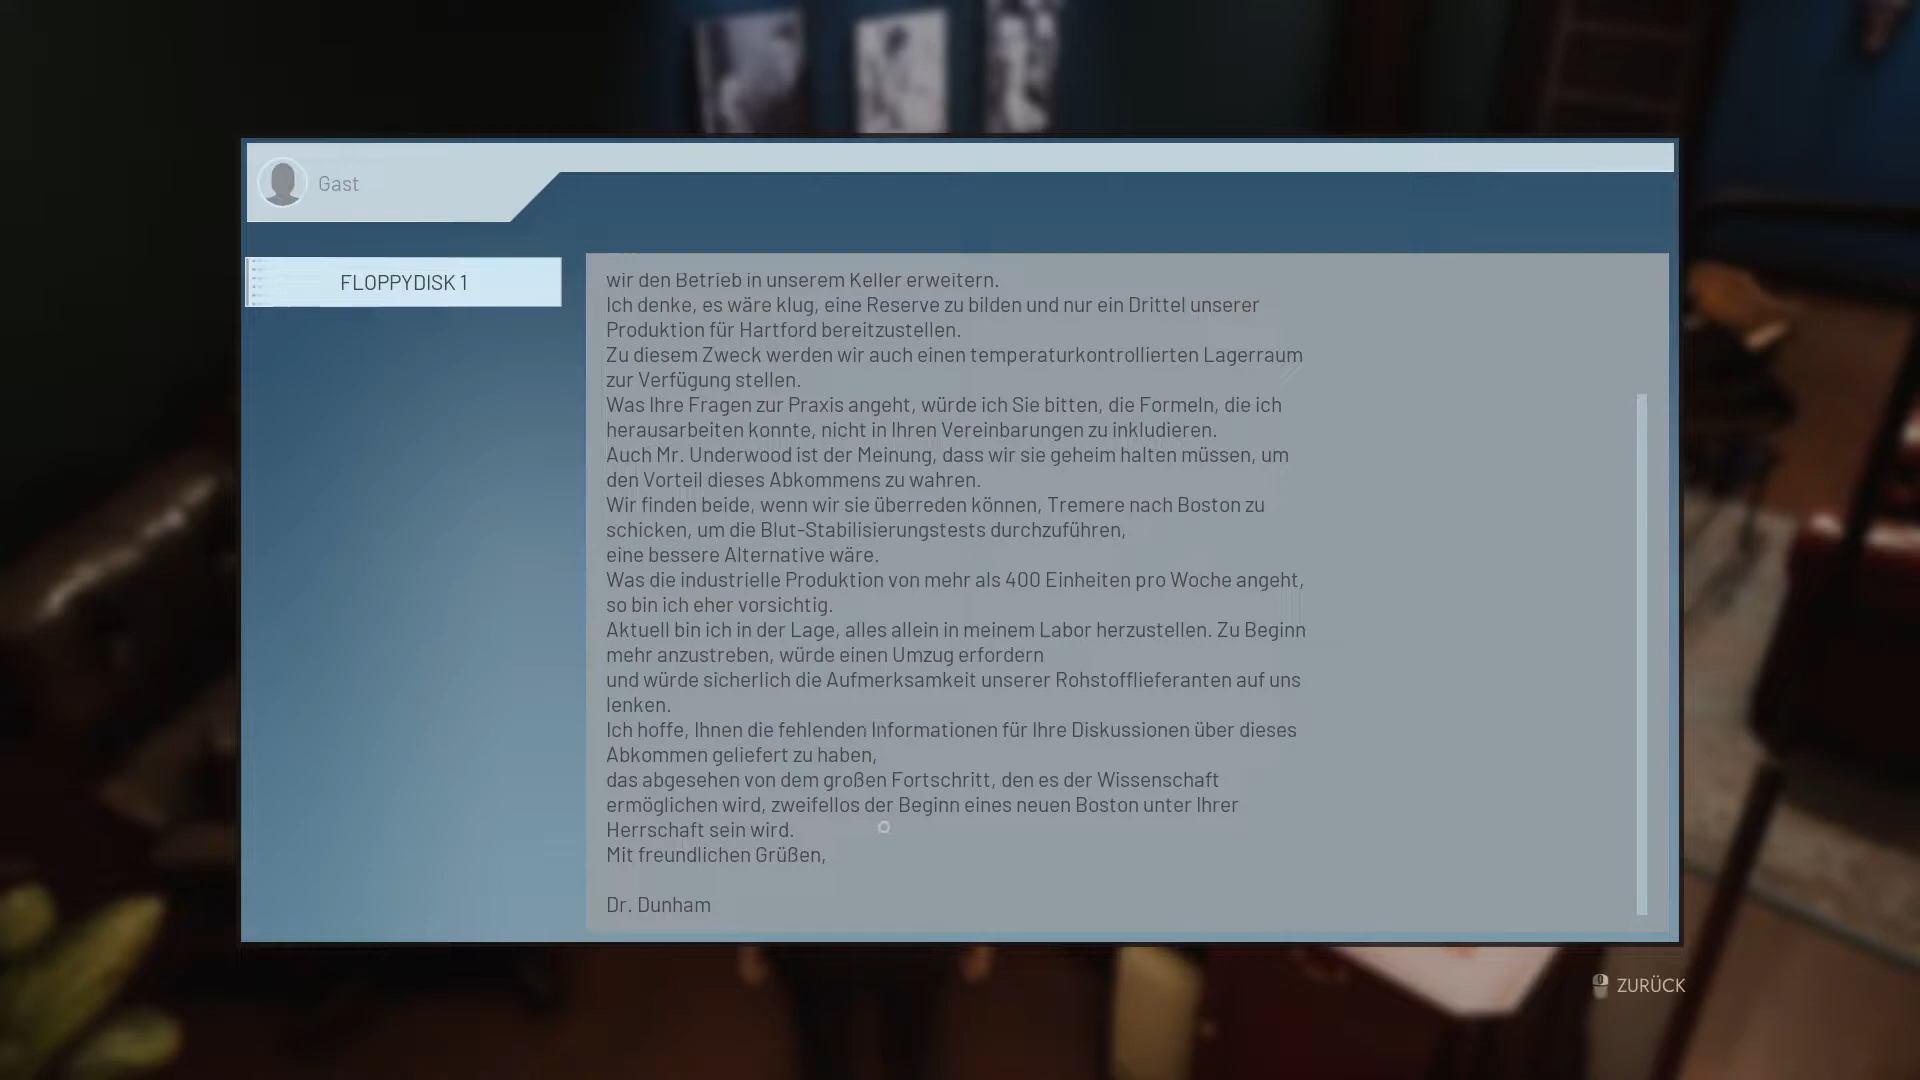 Gast
FLOPPYDISK 1
wir den Betrieb in unserem Keller erweitern.
Ich denke, es wäre klug, eine Reserve zu bilden und nur ein Drittel unserer
Produktion für Hartford bereitzustellen.
Zu diesem Zweck werden wir auch einen temperaturkontrollierten Lagerraum
zur Verfügung stellen.
Was Ihre Fragen zur Praxis angeht, würde ich Sie bitten, die Formeln, die ich
herausarbeiten konnte, nicht in Ihren Vereinbarungen zu inkludieren.
Auch Mr. Underwood ist der Meinung, dass wir sie geheim halten müssen, um
den Vorteil dieses Abkommens zu wahren.
Wir finden beide, wenn wir sie überreden können, Tremere nach Boston zu
schicken, um die Blut-Stabilisierungstests durchzuführen,
eine bessere Alternative wäre.
Was die industrielle Produktion von mehr als 400 Einheiten pro Woche angeht,
so bin ich eher vorsichtig.
Aktuell bin ich in der Lage, alles allein in meinem Labor herzustellen. Zu Beginn
mehr anzustreben, würde einen Umzug erfordern
und würde sicherlich die Aufmerksamkeit unserer Rohstofflieferanten auf uns
lenken.
Ich hoffe, Ihnen die fehlenden Informationen für Ihre Diskussionen über dieses
Abkommen geliefert zu haben,
das abgesehen von dem großen Fortschritt, den es der Wissenschaft
ermöglichen wird, zweifellos der Beginn eines neuen Boston unter Ihrer
Herrschaft sein wird.
Mit freundlichen Grüßen,
Dr. Dunham
ZURÜCK